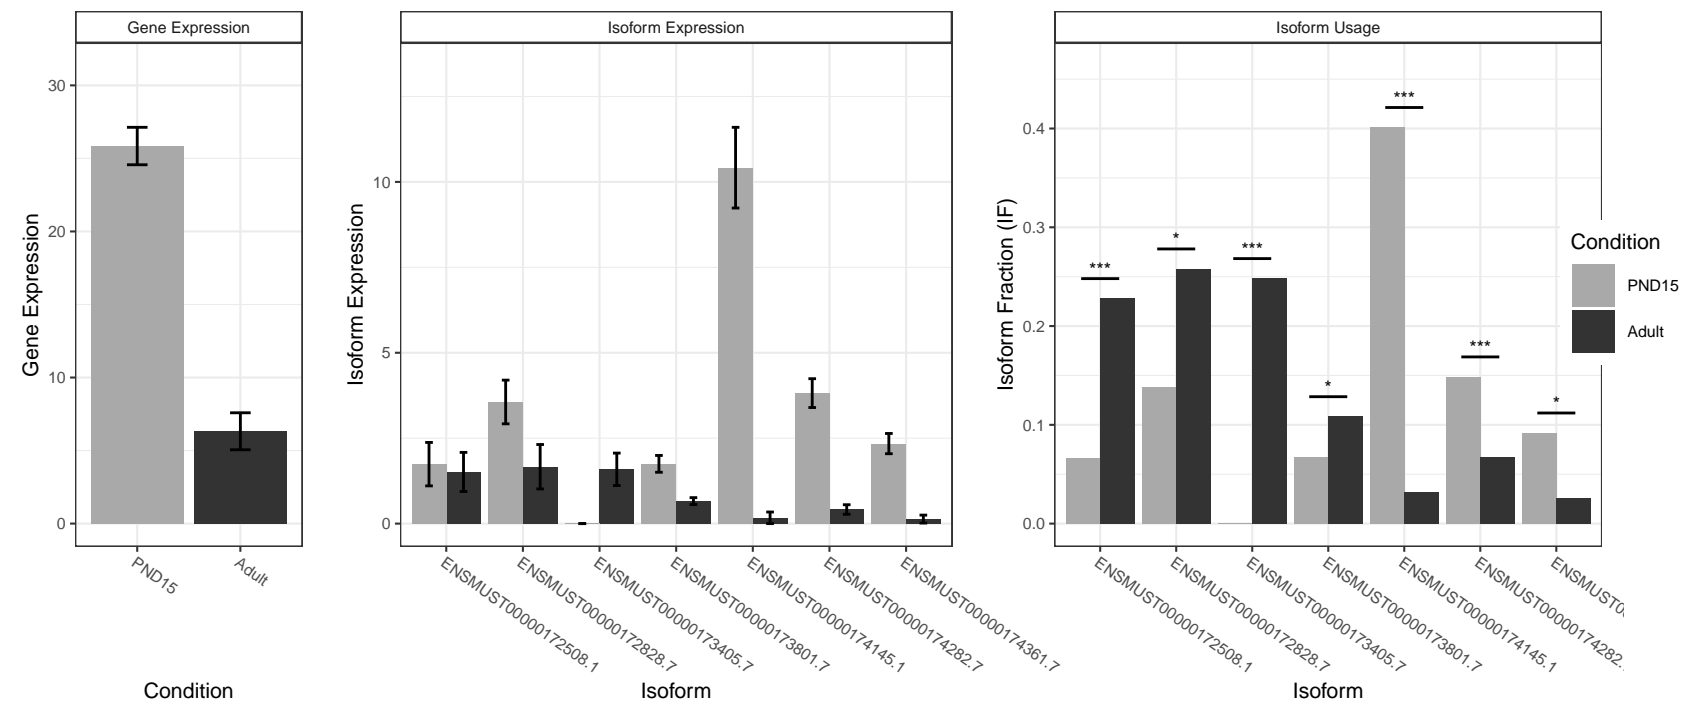 Gene Expression
Isoform Expression
Isoform Usage
Gene Expression
30
20
10
0
PND15
Adult
Condition
Isoform Expression
10
5
0
ENSMUST00000172508.1
ENSMUST00000172828.7
ENSMUST00000173405.7
ENSMUST00000173801.7
ENSMUST00000174145.1
ENSMUST00000174282.7
ENSMUST00000174361.7
Isoform
Isoform Fraction (IF)
0.4
0.3
0.2
0.1
0.0
***
*
***
*
***
***
*
ENSMUST00000172508.1
ENSMUST00000172828.7
ENSMUST00000173405.7
ENSMUST00000173801.7
ENSMUST00000174145.1
ENSMUST00000174282.
ENSMUST0
Isoform
Condition
PND15
Adult